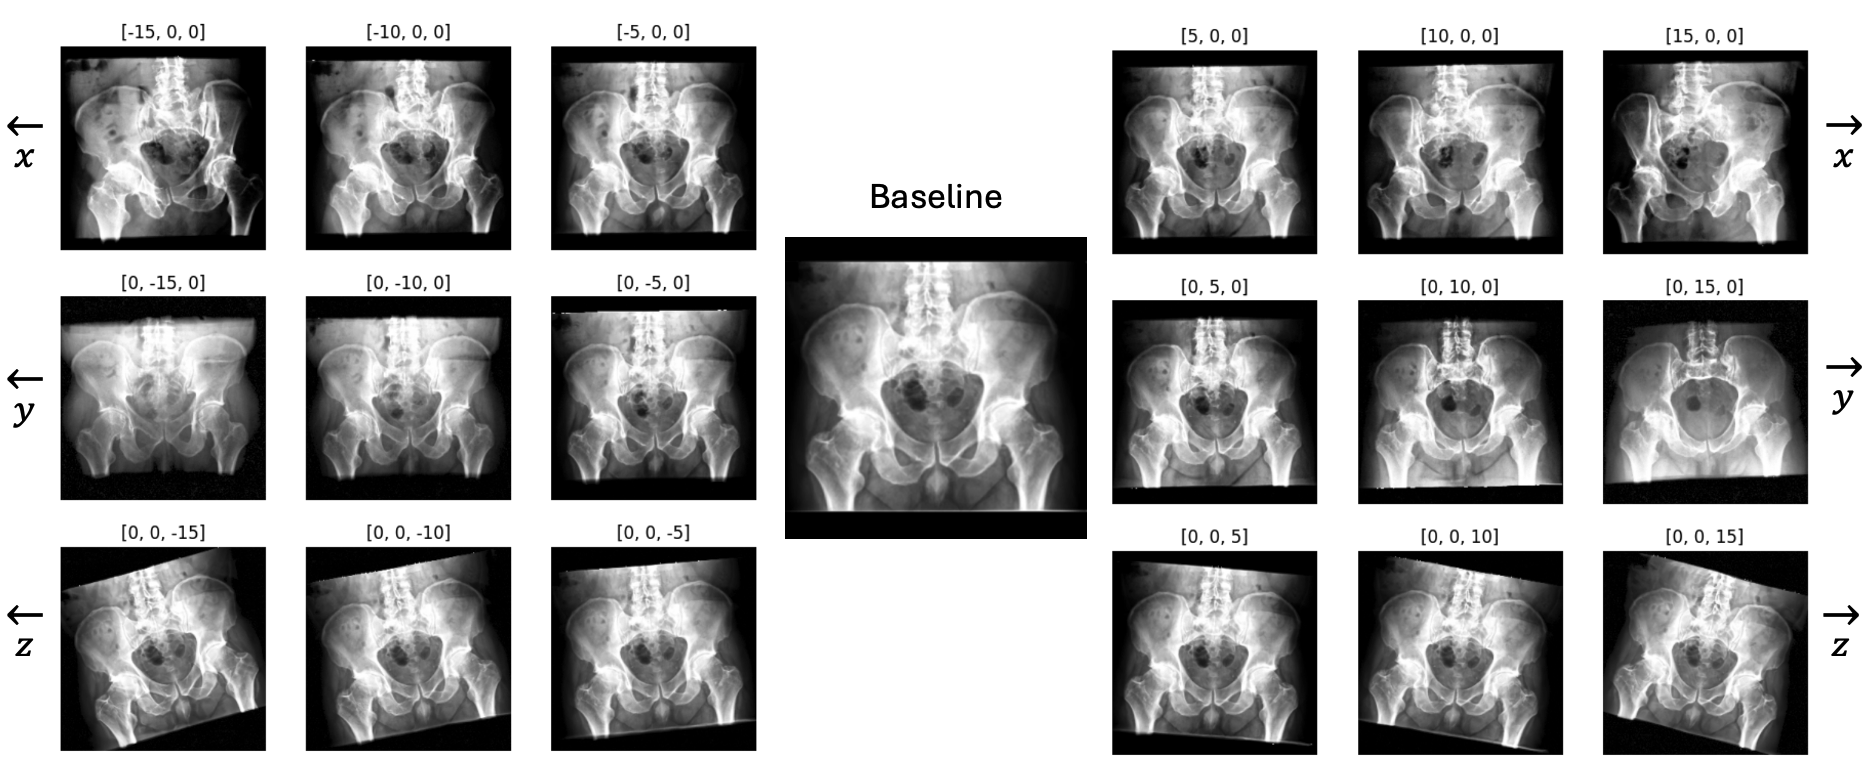 [-15, 0, 0] [-10, 0, 0] [-5, 0, 0] [5, 0, 0] [10, 0, 0] [15, 0, 0]
← x → x
Baseline
[0, -15, 0] [0, -10, 0] [0, -5, 0] [0, 5, 0] [0, 10, 0] [0, 15, 0]
← y → y
[0, 0, -15] [0, 0, -10] [0, 0, -5] [0, 0, 5] [0, 0, 10] [0, 0, 15]
← z → z